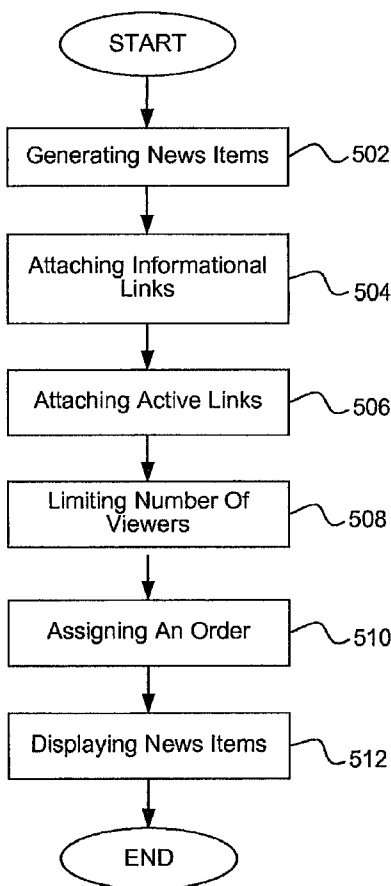 START
Generating News Items
502
Attaching Informational
Links
504
Attaching Active Links
506
Limiting Number Of
Viewers
508
Assigning An Order
510
Displaying News Items
512
END